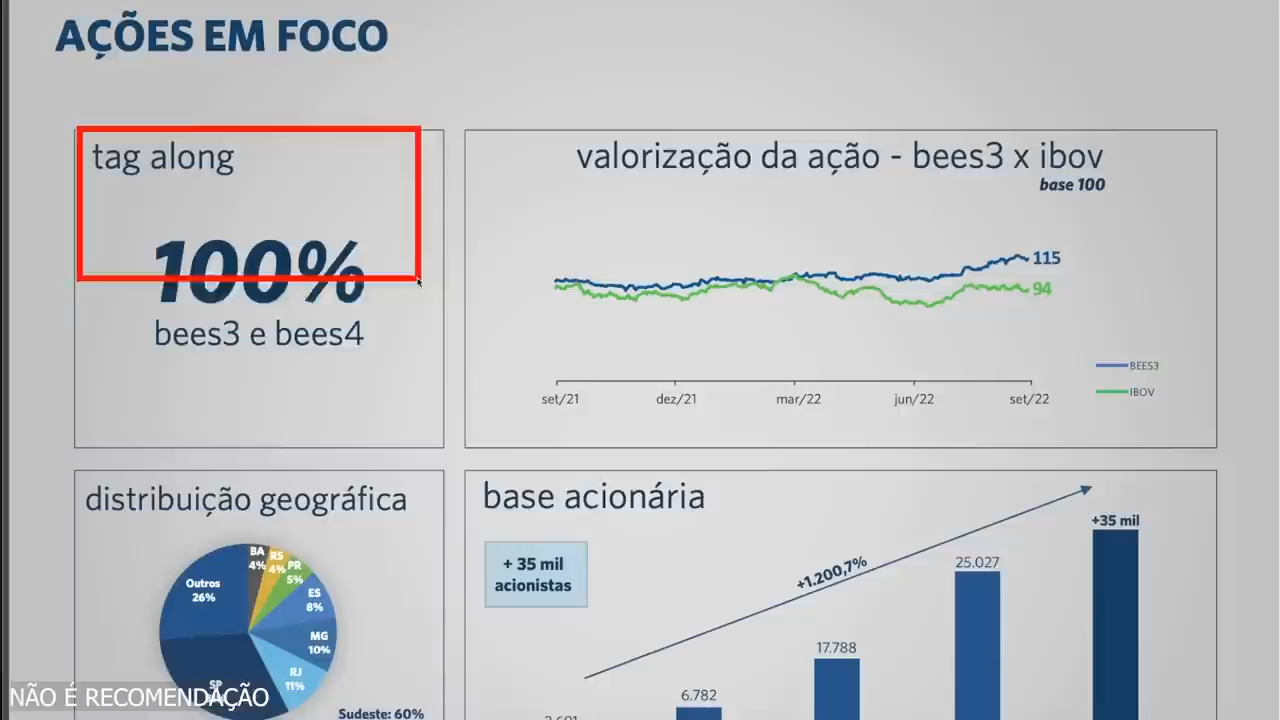 AÇÕES EM FOCO
tag along
100%
bees3 e bees4
valorização da ação - bees3 x ibov
base 100
115
94
BEES3
IBOV
set/21 dez/21 mar/22 jun/22 set/22
distribuição geográfica
BA
4%
RS
4%
PR
5%
ES
8%
MG
10%
RJ
11%
SP
Outros
26%
Sudeste: 60%
base acionária
+ 35 mil
acionistas
+1.200,7%
6.782
17.788
25.027
+35 mil
NÃO É RECOMENDAÇÃO